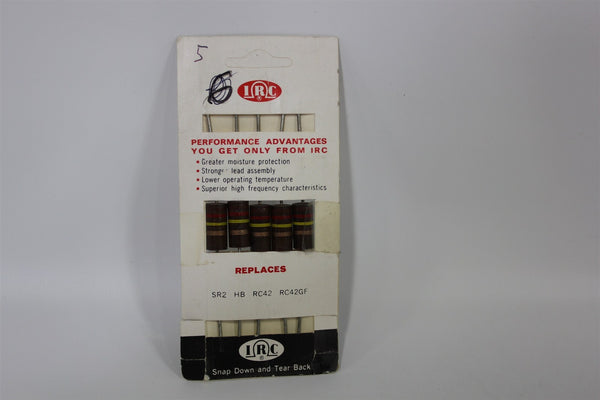 5
6
IRC
®
PERFORMANCE ADVANTAGES
YOU GET ONLY FROM IRC
• Greater moisture protection
• Stronger lead assembly
• Lower operating temperature
• Superior high frequency characteristics
REPLACES
SR2 HB RC42 RC42GF
IRC
®
Snap Down and Tear Back